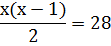 x(x − 1)/2 = 28